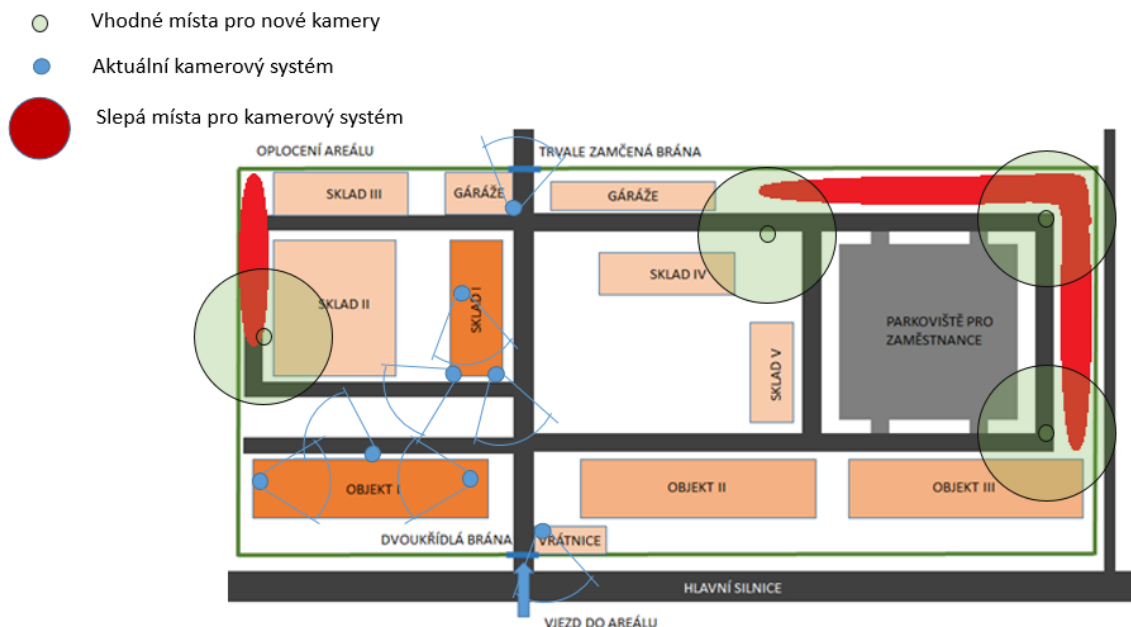 Vhodné místa pro nové kamery
Aktuální kamerový systém
Slepá místa pro kamerový systém
OPLOCENÍ AREÁLU
TRVALE ZAMČENÁ BRÁNA
SKLAD III
GÁRÁŽE
GÁRÁŽE
SKLAD II
SKLAD I
SKLAD IV
SKLAD V
PARKOVIŠTĚ PRO
ZAMĚSTNANCE
OBJEKT I
OBJEKT II
OBJEKT III
DVOUKŘÍDLÁ BRÁNA
VRÁTNICE
HLAVNÍ SILNICE
VJEZD DO AREÁLU